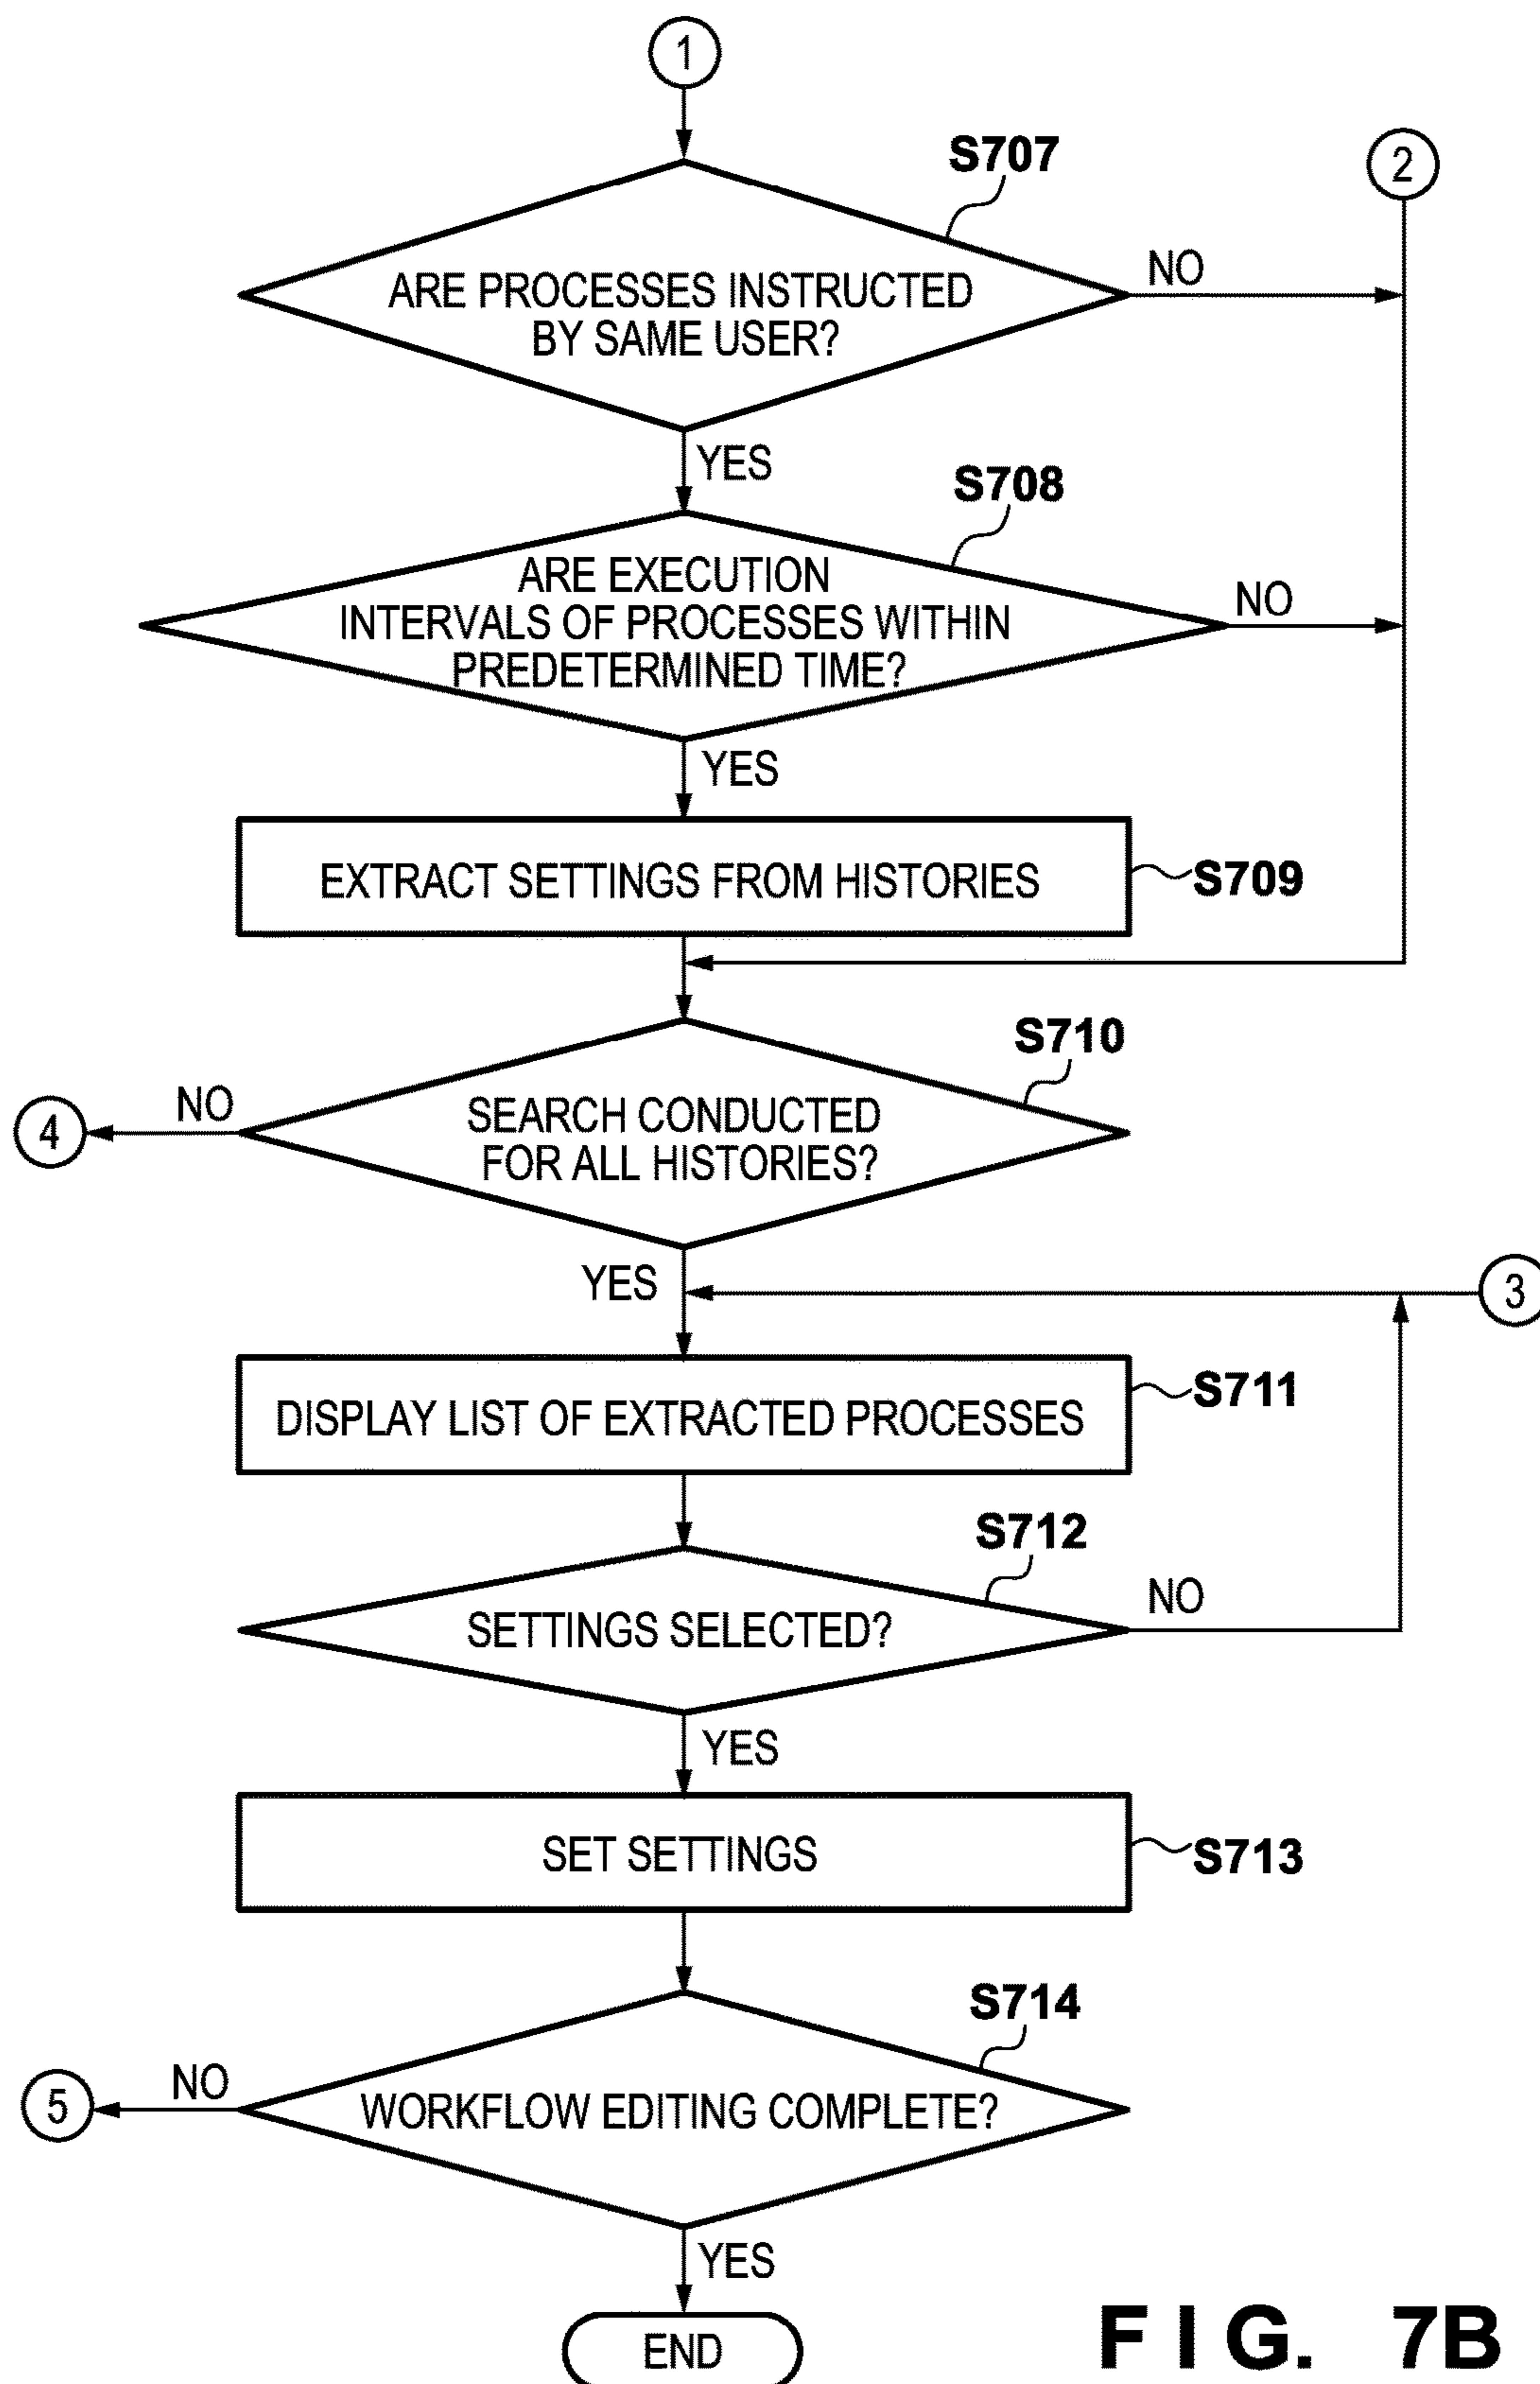 1
S707
2
ARE PROCESSES INSTRUCTED
BY SAME USER?
NO
YES
S708
ARE EXECUTION
INTERVALS OF PROCESSES WITHIN
PREDETERMINED TIME?
NO
YES
EXTRACT SETTINGS FROM HISTORIES
S709
S710
4
NO
SEARCH CONDUCTED
FOR ALL HISTORIES?
YES
3
DISPLAY LIST OF EXTRACTED PROCESSES
S711
S712
SETTINGS SELECTED?
NO
YES
SET SETTINGS
S713
S714
5
NO
WORKFLOW EDITING COMPLETE?
YES
END
FIG. 7B